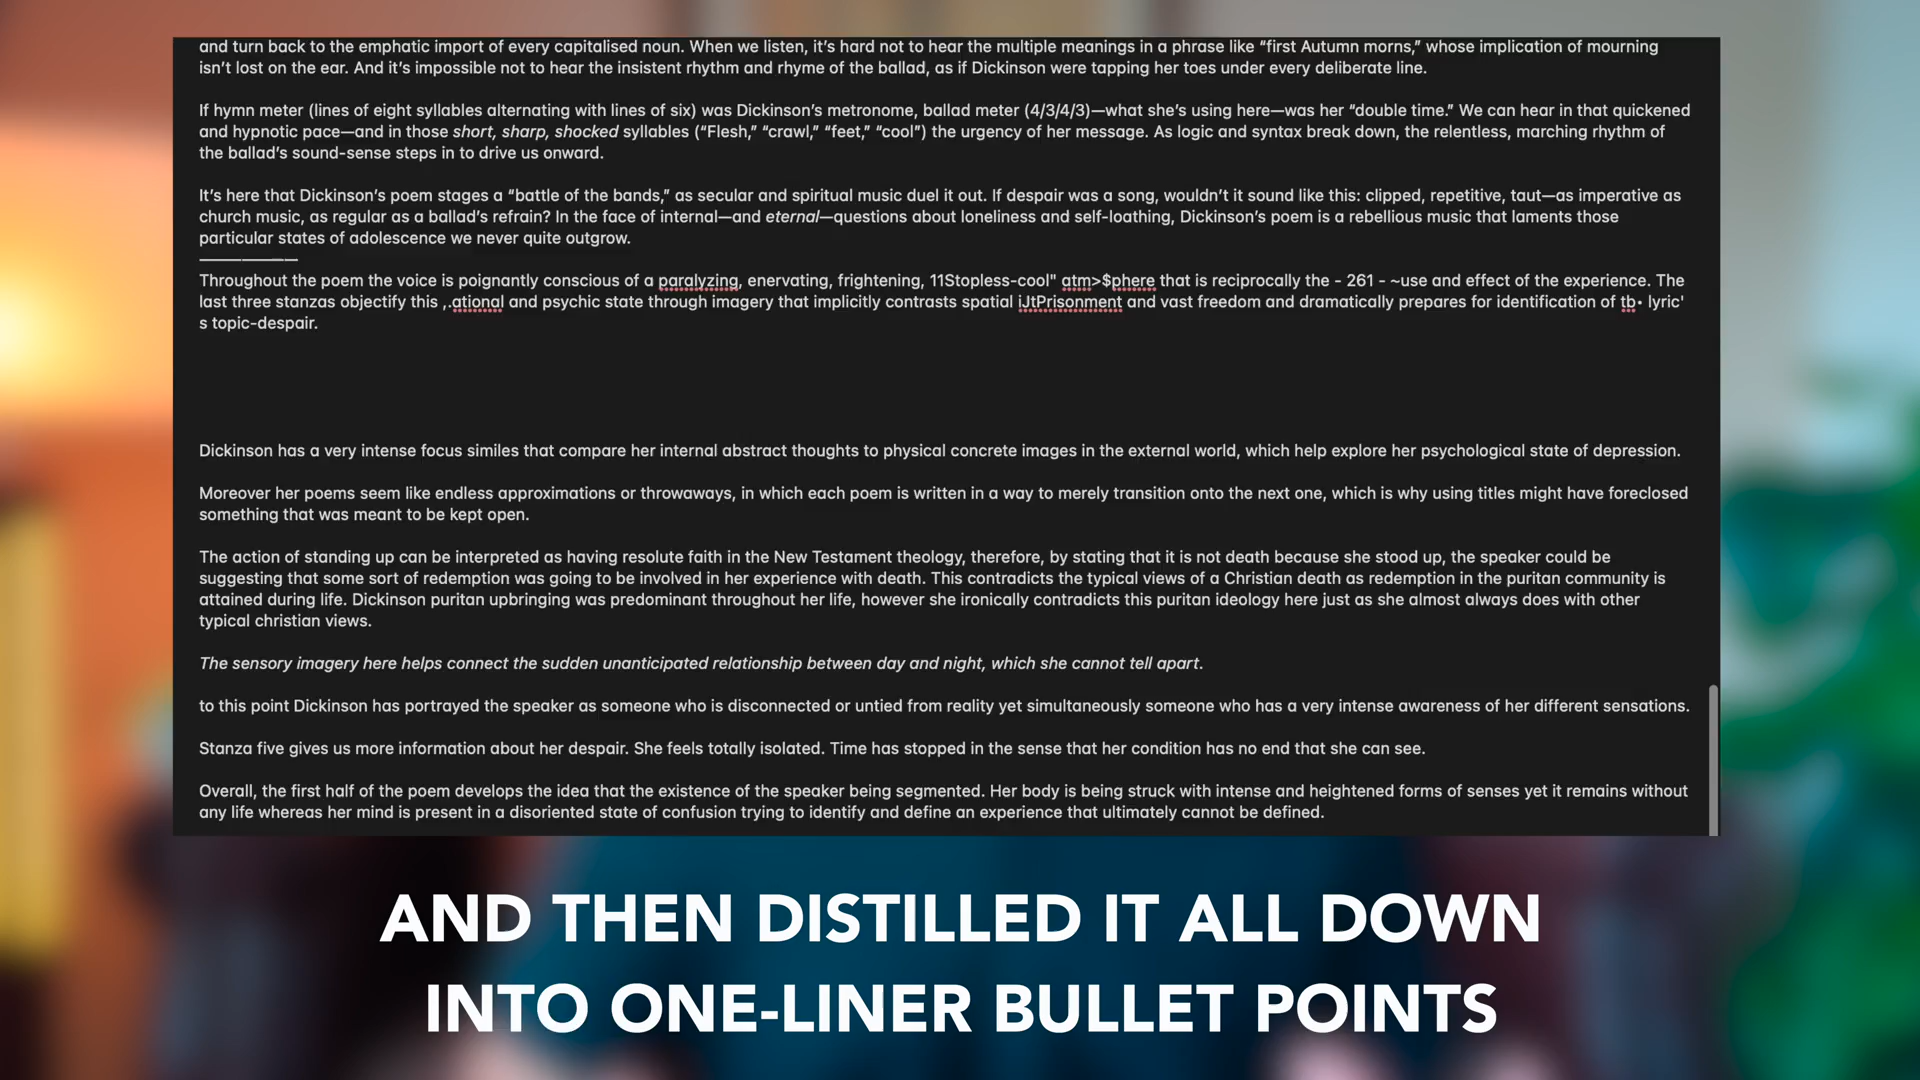 and turn back to the emphatic import of every capitalised noun. When we listen, it’s hard not to hear the multiple meanings in a phrase like “first Autumn morns,” whose implication of mourning
isn’t lost on the ear. And it’s impossible not to hear the insistent rhythm and rhyme of the ballad, as if Dickinson were tapping her toes under every deliberate line.
If hymn meter (lines of eight syllables alternating with lines of six) was Dickinson’s metronome, ballad meter (4/3/4/3)—what she’s using here—was her “double time.” We can hear in that quickened
and hypnotic pace—and in those short, sharp, shocked syllables (“Flesh,” “crawl,” “feet,” “cool”) the urgency of her message. As logic and syntax break down, the relentless, marching rhythm of
the ballad’s sound-sense steps in to drive us onward.
It’s here that Dickinson’s poem stages a “battle of the bands,” as secular and spiritual music duel it out. If despair was a song, wouldn’t it sound like this: clipped, repetitive, taut—as imperative as
church music, as regular as a ballad’s refrain? In the face of internal—and eternal—questions about loneliness and self-loathing, Dickinson’s poem is a rebellious music that laments those
particular states of adolescence we never quite outgrow.
Throughout the poem the voice is poignantly conscious of a paralyzing, enervating, frightening, 11Stopless-cool" atm>$phere that is reciprocally the - 261 - ~use and effect of the experience. The
last three stanzas objectify this ,.ational and psychic state through imagery that implicitly contrasts spatial iJtPrisonment and vast freedom and dramatically prepares for identification of tb• lyric'
s topic-despair.
Dickinson has a very intense focus similes that compare her internal abstract thoughts to physical concrete images in the external world, which help explore her psychological state of depression.
Moreover her poems seem like endless approximations or throwaways, in which each poem is written in a way to merely transition onto the next one, which is why using titles might have foreclosed
something that was meant to be kept open.
The action of standing up can be interpreted as having resolute faith in the New Testament theology, therefore, by stating that it is not death because she stood up, the speaker could be
suggesting that some sort of redemption was going to be involved in her experience with death. This contradicts the typical views of a Christian death as redemption in the puritan community is
attained during life. Dickinson puritan upbringing was predominant throughout her life, however she ironically contradicts this puritan ideology here just as she almost always does with other
typical christian views.
The sensory imagery here helps connect the sudden unanticipated relationship between day and night, which she cannot tell apart.
to this point Dickinson has portrayed the speaker as someone who is disconnected or untied from reality yet simultaneously someone who has a very intense awareness of her different sensations.
Stanza five gives us more information about her despair. She feels totally isolated. Time has stopped in the sense that her condition has no end that she can see.
Overall, the first half of the poem develops the idea that the existence of the speaker being segmented. Her body is being struck with intense and heightened forms of senses yet it remains without
any life whereas her mind is present in a disoriented state of confusion trying to identify and define an experience that ultimately cannot be defined.
AND THEN DISTILLED IT ALL DOWN
INTO ONE-LINER BULLET POINTS